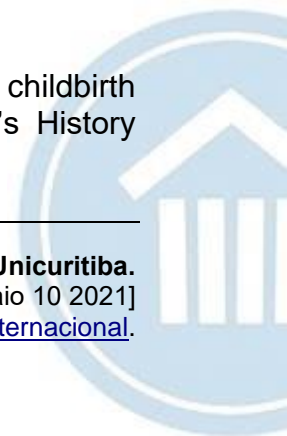 childbirth
's History
Unicuritiba.
aio 10 2021]
ternacional.